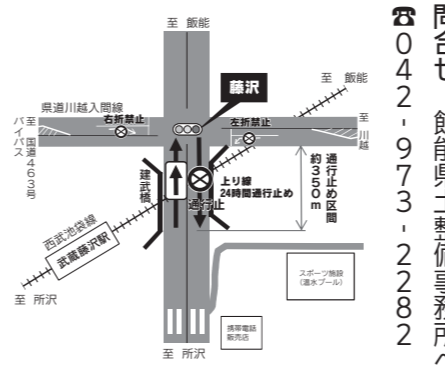 問合せ 飯能県土整備事務所へ
☎042-973-2282
至 飯能
藤沢
至 飯能
県道川越入間線
右折禁止
左折禁止
至 国道463号
バイパス
至 川越
建武橋
上り線
24時間通行止め
通行止
通行止め区間
約350m
西武池袋線
武蔵藤沢駅
至 所沢
スポーツ施設
(温水プール)
携帯電話
販売店
至 所沢